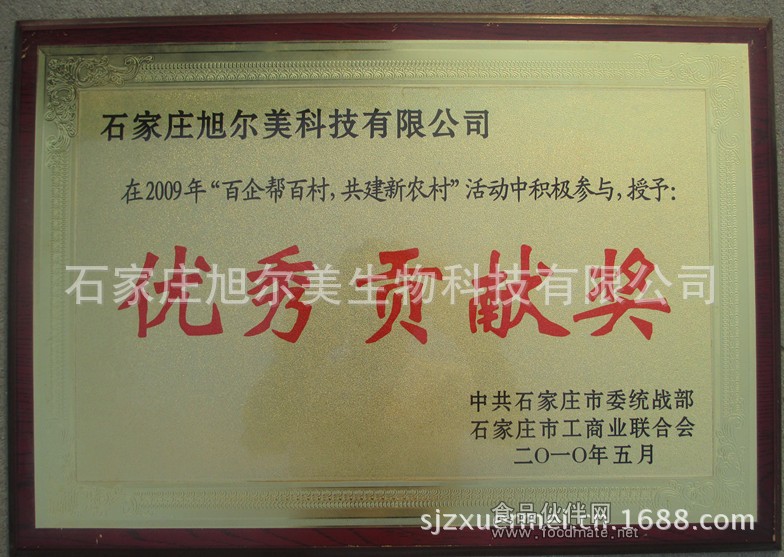 石家庄旭尔美科技有限公司
在2009年“百企帮百村，共建新农村”活动中积极参与，授予：
优秀贡献奖
石家庄旭尔美生物科技有限公司
中共石家庄市委统战部
石家庄市工商业联合会
二〇一〇年五月
食品伙伴网
www.foodmate.net
.cn.1688.com